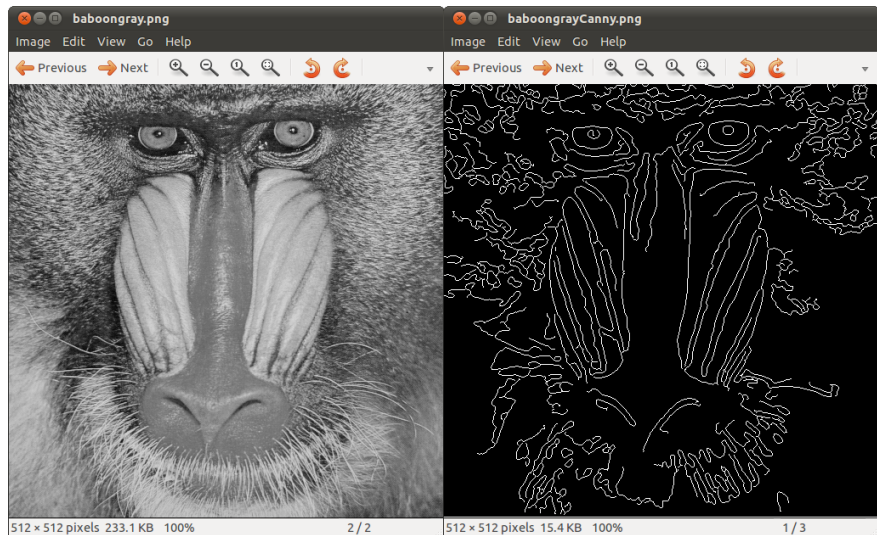 baboongray.png
Image Edit View Go Help
Previous Next
512 × 512 pixels 233.1 KB 100% 2 / 2
baboongrayCanny.png
Image Edit View Go Help
Previous Next
512 × 512 pixels 15.4 KB 100% 1 / 3